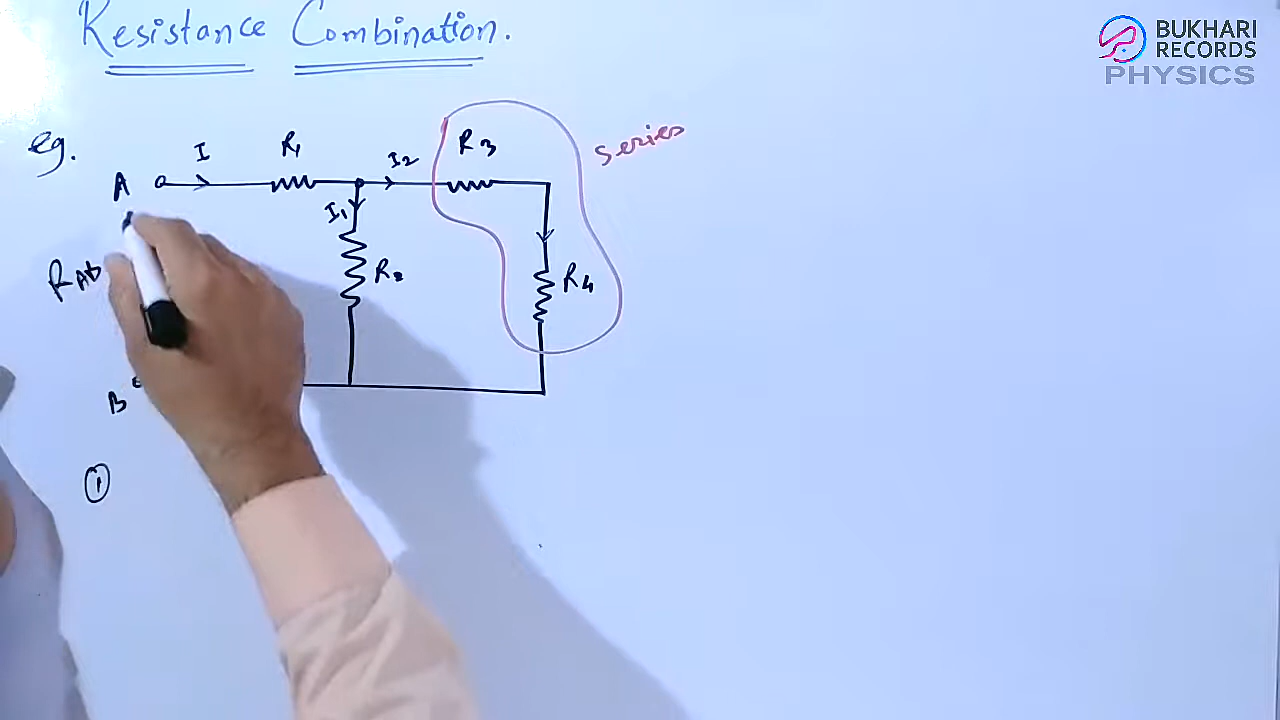 Resistance Combination.
BUKHARI
RECORDS
PHYSICS
eg.
series
A
I
R1
I2
R3
I1
R2
R4
RAb
B
①